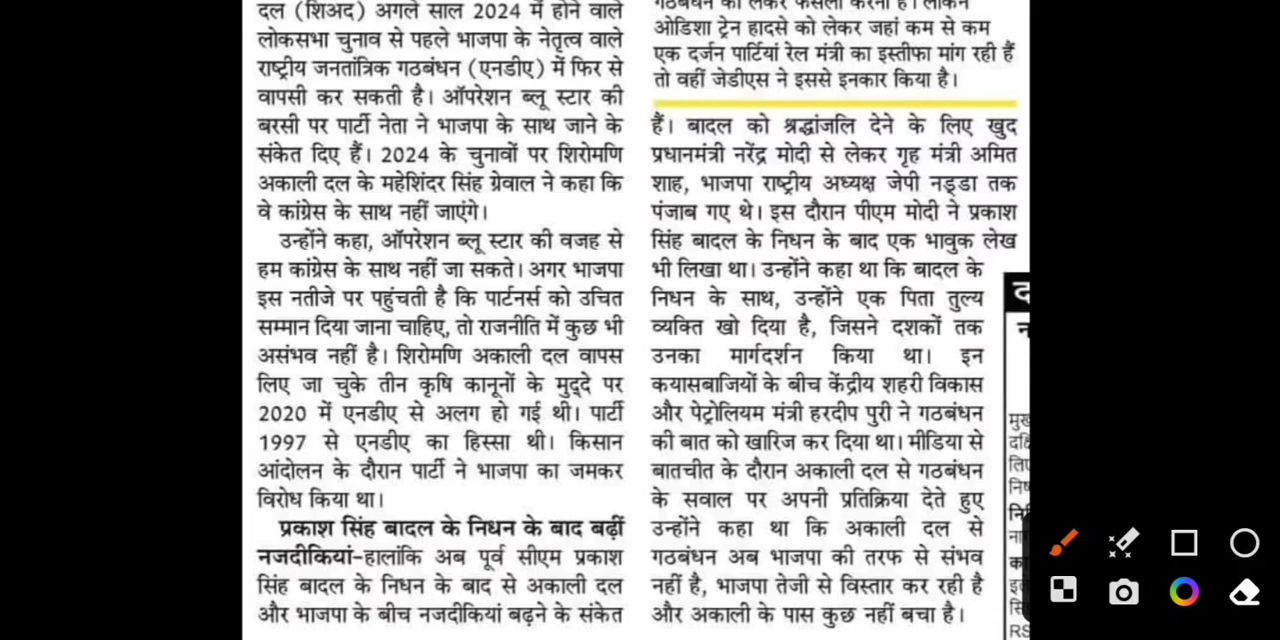 दल (शिअद) अगले साल 2024 में होने वाले
लोकसभा चुनाव से पहले भाजपा के नेतृत्व वाले
राष्ट्रीय जनतांत्रिक गठबंधन (एनडीए) में फिर से
वापसी कर सकती है। ऑपरेशन ब्लू स्टार की
बरसी पर पार्टी नेता ने भाजपा के साथ जाने के
संकेत दिए हैं। 2024 के चुनावों पर शिरोमणि
अकाली दल के महेशिंदर सिंह ग्रेवाल ने कहा कि
वे कांग्रेस के साथ नहीं जाएंगे।
उन्होंने कहा, ऑपरेशन ब्लू स्टार की वजह से
हम कांग्रेस के साथ नहीं जा सकते। अगर भाजपा
इस नतीजे पर पहुंचती है कि पार्टनर्स को उचित
सम्मान दिया जाना चाहिए, तो राजनीति में कुछ भी
असंभव नहीं है। शिरोमणि अकाली दल वापस
लिए जा चुके तीन कृषि कानूनों के मुद्दे पर
2020 में एनडीए से अलग हो गई थी। पार्टी
1997 से एनडीए का हिस्सा थी। किसान
आंदोलन के दौरान पार्टी ने भाजपा का जमकर
विरोध किया था।
प्रकाश सिंह बादल के निधन के बाद बढ़ीं
नजदीकियां-हालांकि अब पूर्व सीएम प्रकाश
सिंह बादल के निधन के बाद से अकाली दल
और भाजपा के बीच नजदीकियां बढ़ने के संकेत
गठबंधन को लेकर फैसला करना है। लेकिन
ओडिशा ट्रेन हादसे को लेकर जहां कम से कम
एक दर्जन पार्टियां रेल मंत्री का इस्तीफा मांग रही हैं
तो वहीं जेडीएस ने इससे इनकार किया है।
हैं। बादल को श्रद्धांजलि देने के लिए खुद
प्रधानमंत्री नरेंद्र मोदी से लेकर गृह मंत्री अमित
शाह, भाजपा राष्ट्रीय अध्यक्ष जेपी नड्डा तक
पंजाब गए थे। इस दौरान पीएम मोदी ने प्रकाश
सिंह बादल के निधन के बाद एक भावुक लेख
भी लिखा था। उन्होंने कहा था कि बादल के
निधन के साथ, उन्होंने एक पिता तुल्य
व्यक्ति खो दिया है, जिसने दशकों तक
उनका मार्गदर्शन किया था। इन
कयासबाजियों के बीच केंद्रीय शहरी विकास
और पेट्रोलियम मंत्री हरदीप पुरी ने गठबंधन
की बात को खारिज कर दिया था। मीडिया से
बातचीत के दौरान अकाली दल से गठबंधन
के सवाल पर अपनी प्रतिक्रिया देते हुए
उन्होंने कहा था कि अकाली दल से
गठबंधन अब भाजपा की तरफ से संभव
नहीं है, भाजपा तेजी से विस्तार कर रही है
और अकाली के पास कुछ नहीं बचा है।